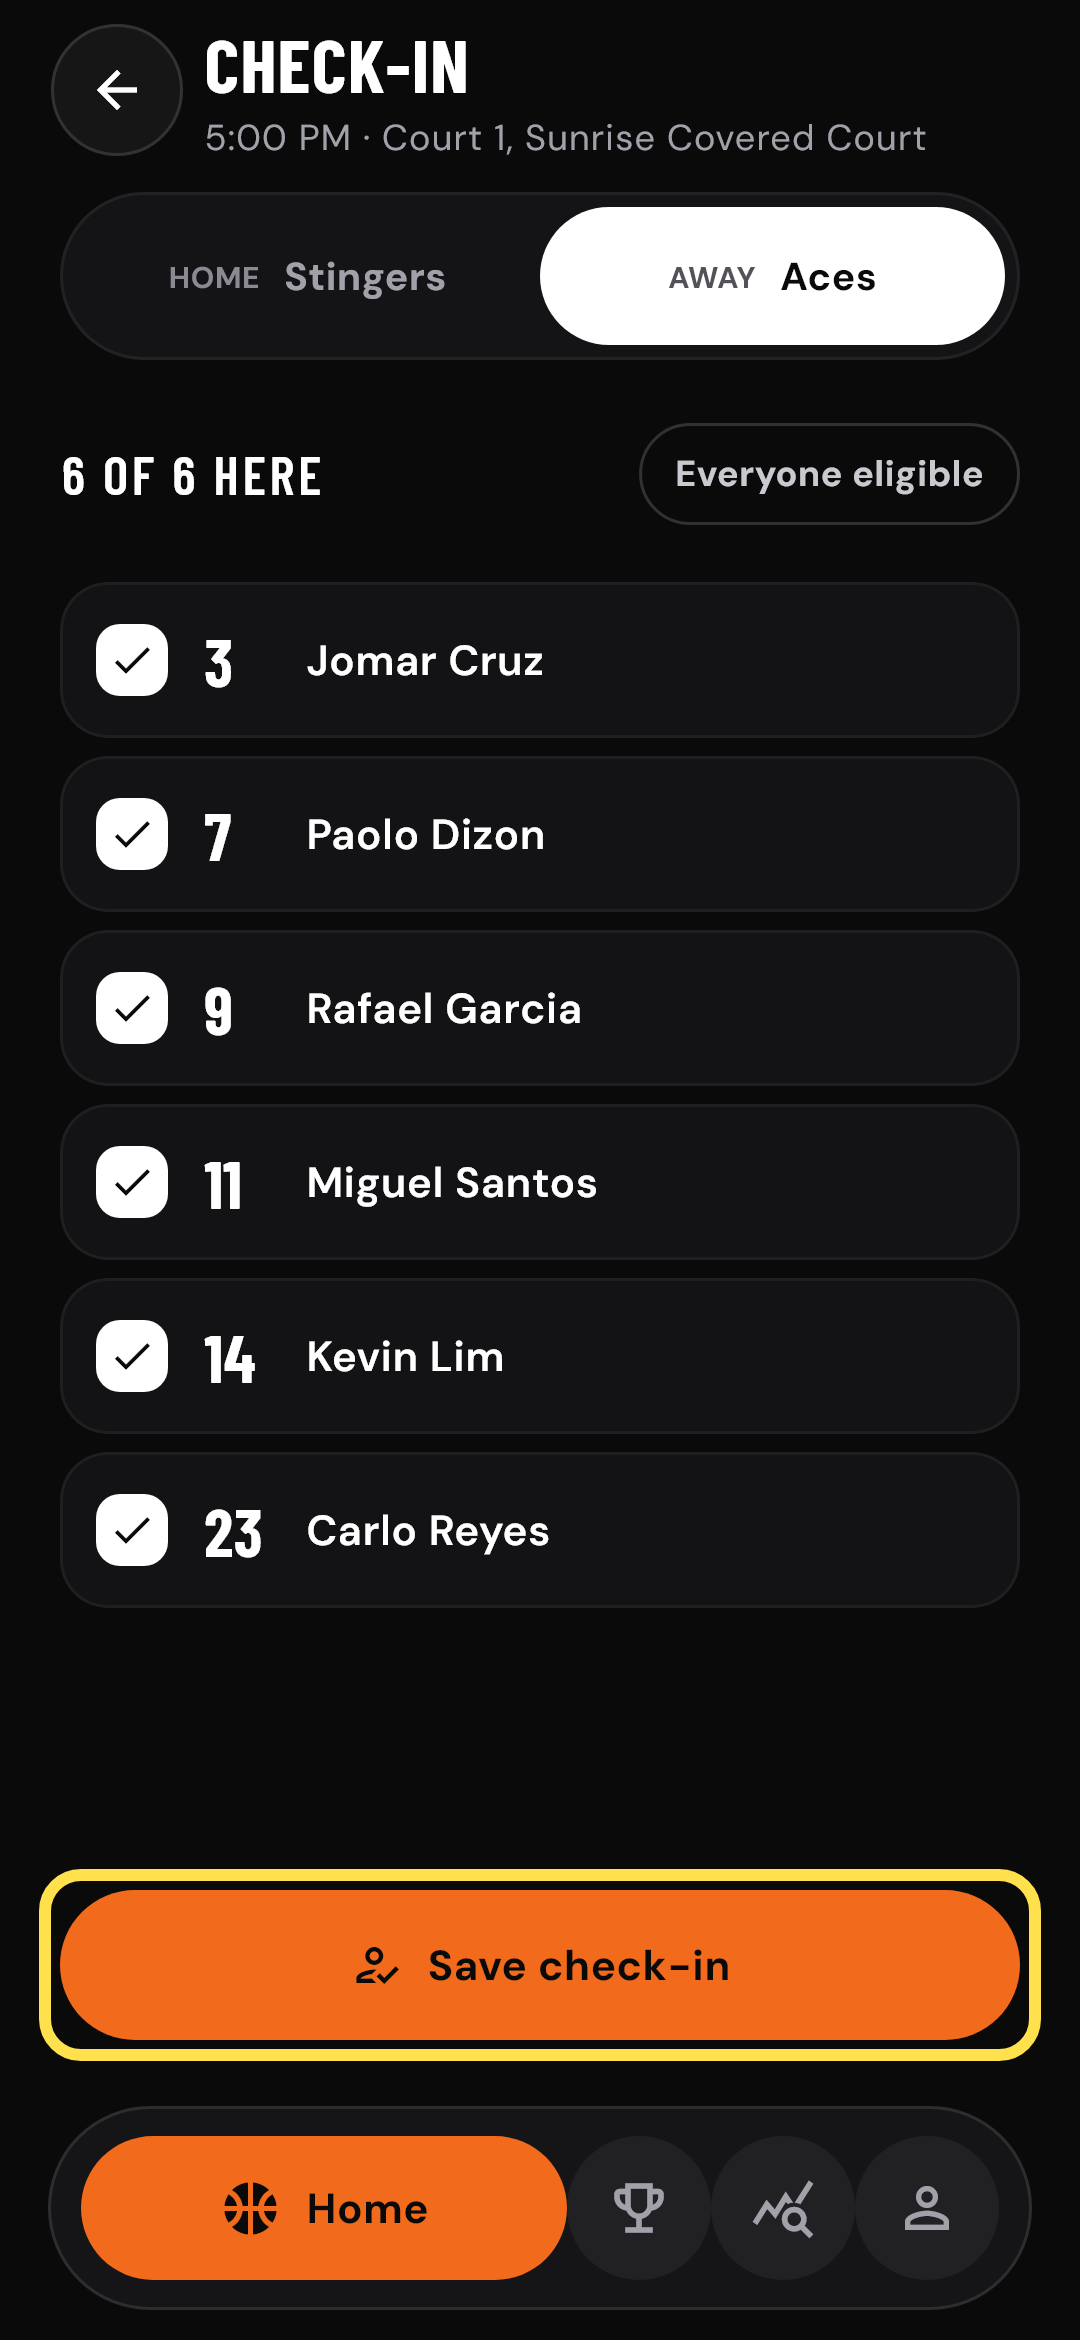 CHECK-IN
5:00 PM · Court 1, Sunrise Covered Court
HOME Stingers
AWAY Aces
6 OF 6 HERE
Everyone eligible
3 Jomar Cruz
7 Paolo Dizon
9 Rafael Garcia
11 Miguel Santos
14 Kevin Lim
23 Carlo Reyes
Save check-in
Home